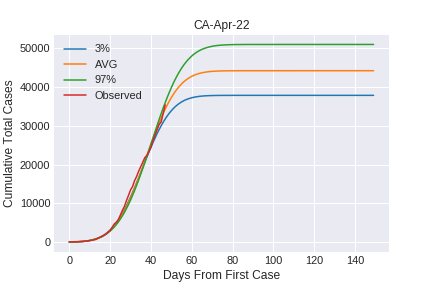 CA-Apr-22
3%
AVG
97%
Observed
Cumulative Total Cases
50000
40000
30000
20000
10000
0
0 20 40 60 80 100 120 140
Days From First Case